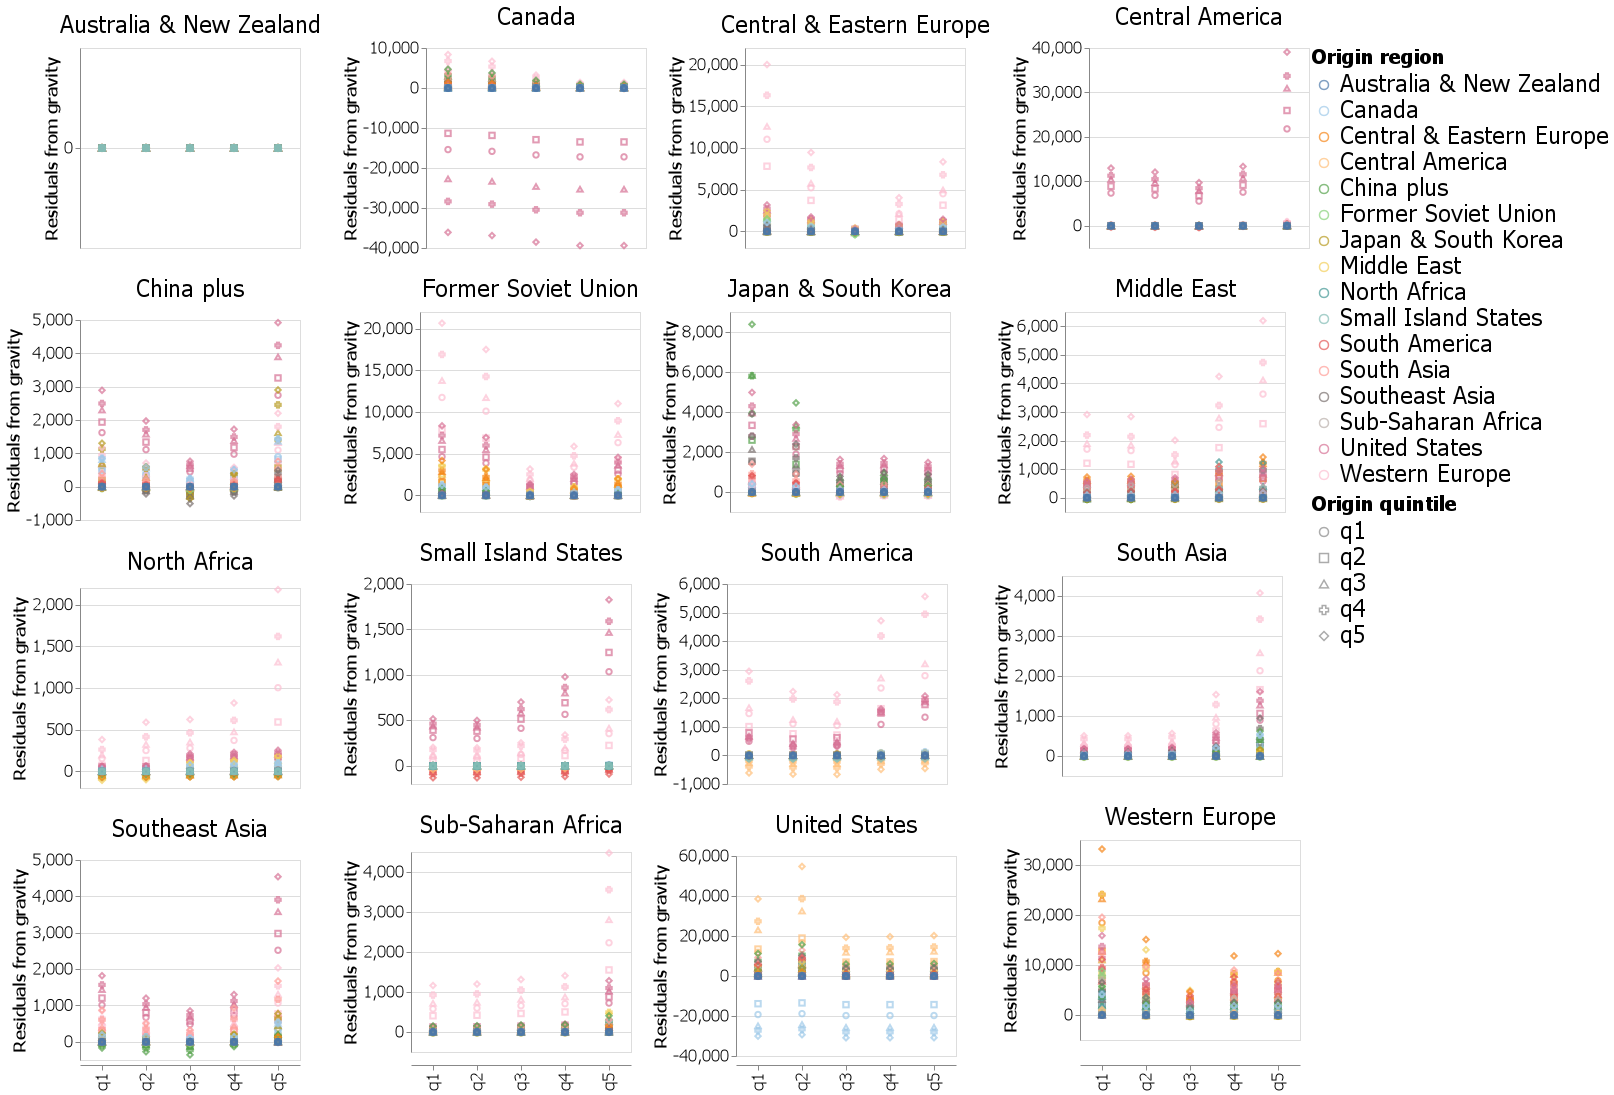 Australia & New Zealand
Residuals from gravity
0
Canada
Residuals from gravity
10,000
0
-10,000
-20,000
-30,000
-40,000
Central & Eastern Europe
Residuals from gravity
20,000
15,000
10,000
5,000
0
Central America
Residuals from gravity
40,000
30,000
20,000
10,000
0
China plus
Residuals from gravity
5,000
4,000
3,000
2,000
1,000
0
-1,000
Former Soviet Union
Residuals from gravity
20,000
15,000
10,000
5,000
0
Japan & South Korea
Residuals from gravity
8,000
6,000
4,000
2,000
0
Middle East
Residuals from gravity
6,000
5,000
4,000
3,000
2,000
1,000
0
North Africa
Residuals from gravity
2,000
1,500
1,000
500
0
Small Island States
Residuals from gravity
2,000
1,500
1,000
500
0
South America
Residuals from gravity
6,000
5,000
4,000
3,000
2,000
1,000
0
-1,000
South Asia
Residuals from gravity
4,000
3,000
2,000
1,000
0
Southeast Asia
Residuals from gravity
5,000
4,000
3,000
2,000
1,000
0
q1
q2
q3
q4
q5
Sub-Saharan Africa
Residuals from gravity
4,000
3,000
2,000
1,000
0
q1
q2
q3
q4
q5
United States
Residuals from gravity
60,000
40,000
20,000
0
-20,000
-40,000
q1
q2
q3
q4
q5
Western Europe
Residuals from gravity
30,000
20,000
10,000
0
q1
q2
q3
q4
q5
Origin region
Australia & New Zealand
Canada
Central & Eastern Europe
Central America
China plus
Former Soviet Union
Japan & South Korea
Middle East
North Africa
Small Island States
South America
South Asia
Southeast Asia
Sub-Saharan Africa
United States
Western Europe
Origin quintile
q1
q2
q3
q4
q5